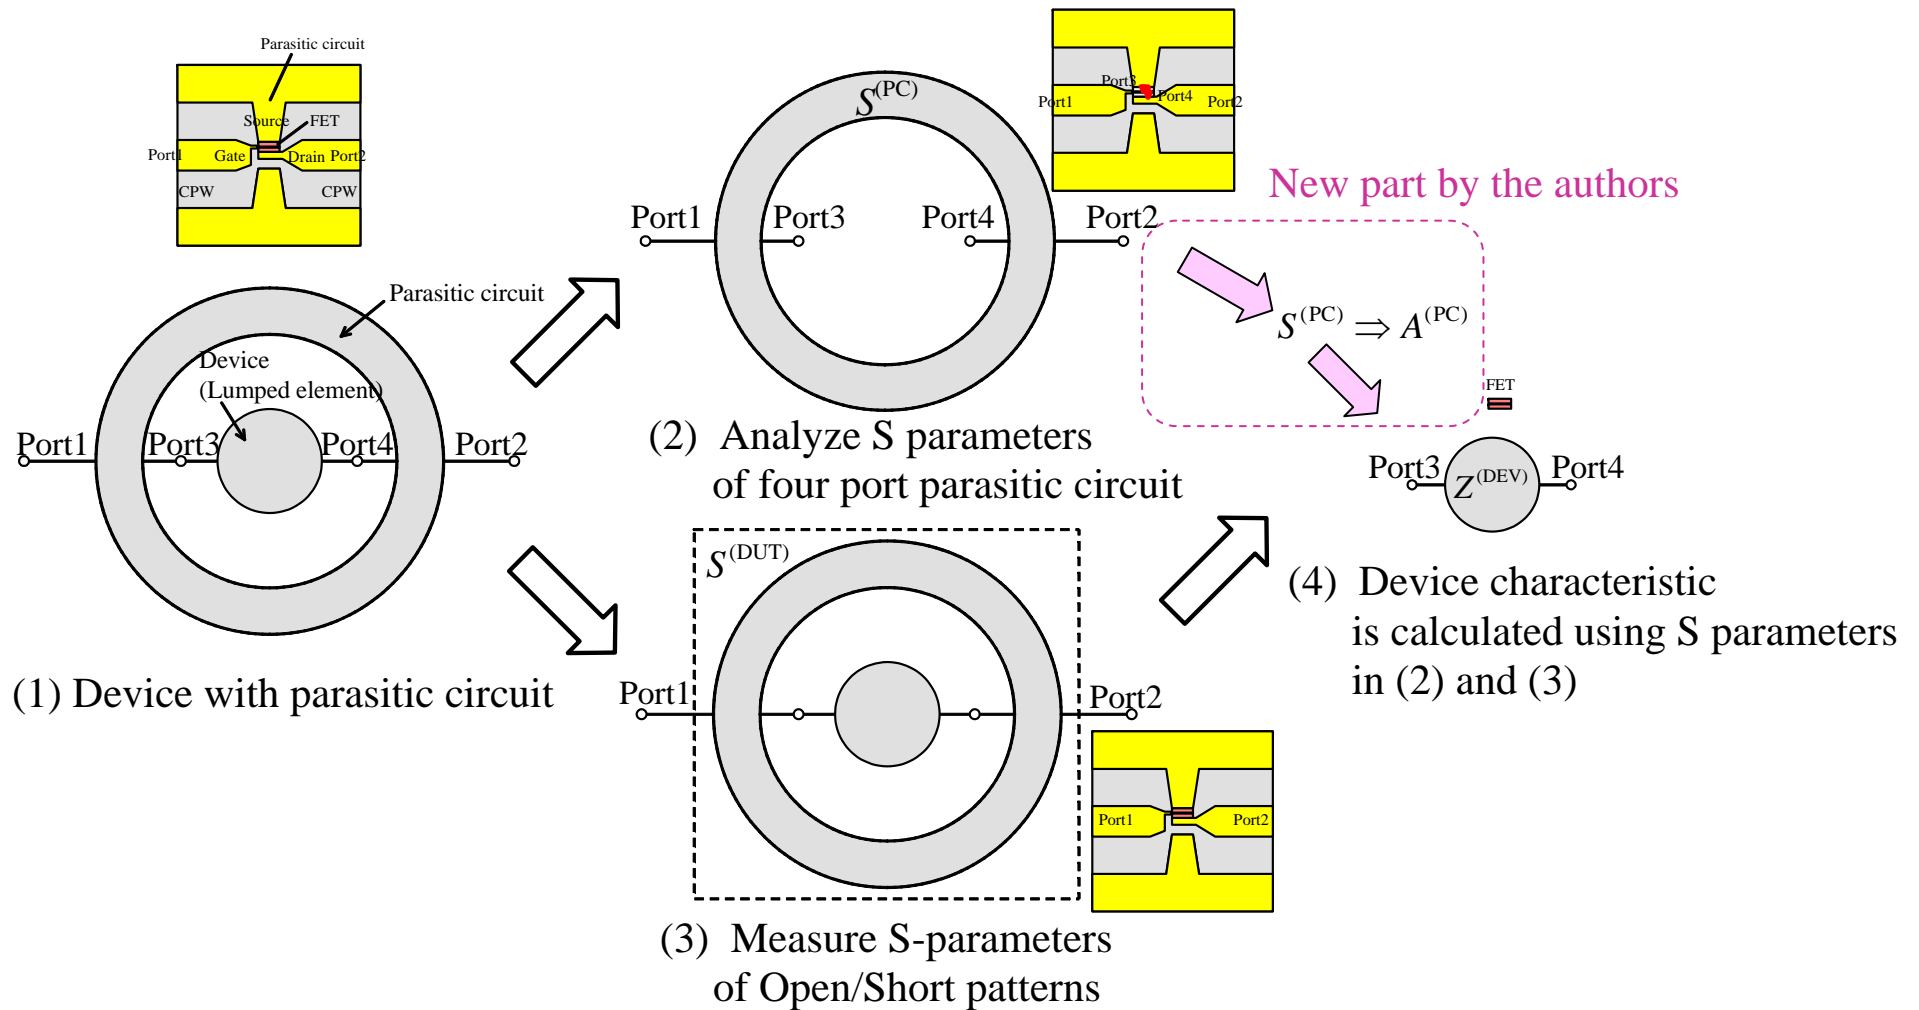 Parasitic circuit
Source
FET
Port1
Gate
Drain
Port2
CPW
CPW
Parasitic circuit
Device
(Lumped element)
Port1
Port3
Port4
Port2
(1) Device with parasitic circuit
S(PC)
Port1
Port3
Port4
Port2
Port3
Port1
Port4
Port2
(2) Analyze S parameters
of four port parasitic circuit
New part by the authors
S(PC) ⇒ A(PC)
S(DUT)
Port1
Port2
Port1
Port2
(3) Measure S-parameters
of Open/Short patterns
FET
Port3
Z(DEV)
Port4
(4) Device characteristic
is calculated using S parameters
in (2) and (3)